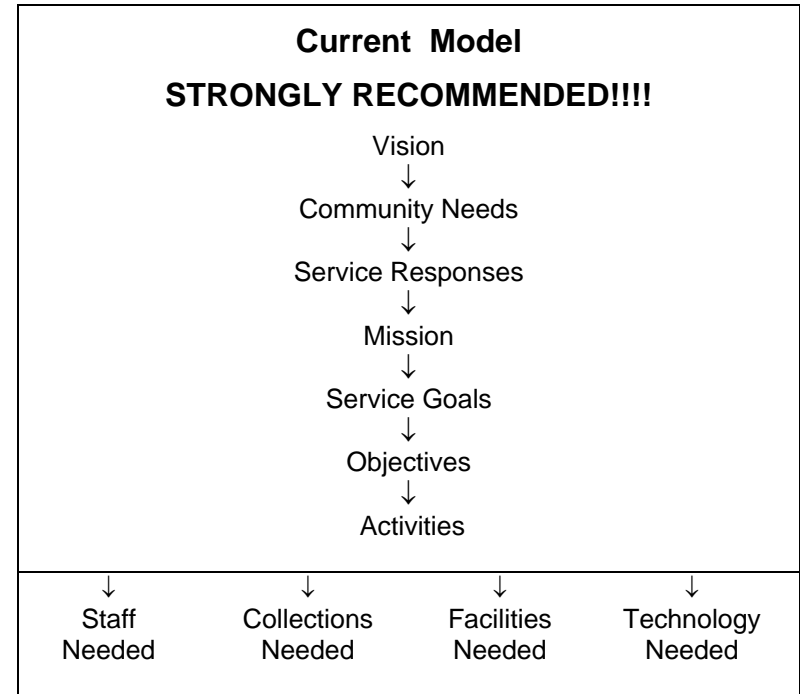 Current Model
STRONGLY RECOMMENDED!!!!
Vision
↓
Community Needs
↓
Service Responses
↓
Mission
↓
Service Goals
↓
Objectives
↓
Activities
↓ ↓ ↓ ↓
Staff Collections Facilities Technology
Needed Needed Needed Needed